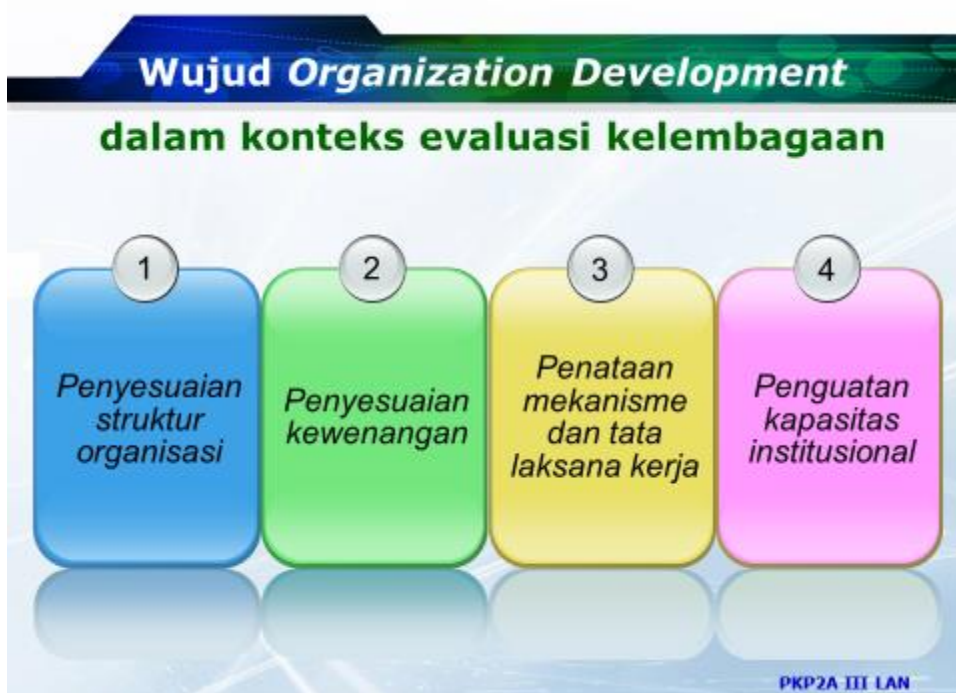 Wujud Organization Development
dalam konteks evaluasi kelembagaan
1
Penyesuaian
struktur
organisasi
2
Penyesuaian
kewenangan
3
Penataan
mekanisme
dan tata
laksana kerja
4
Penguatan
kapasitas
institusional
PKP2A III LAN